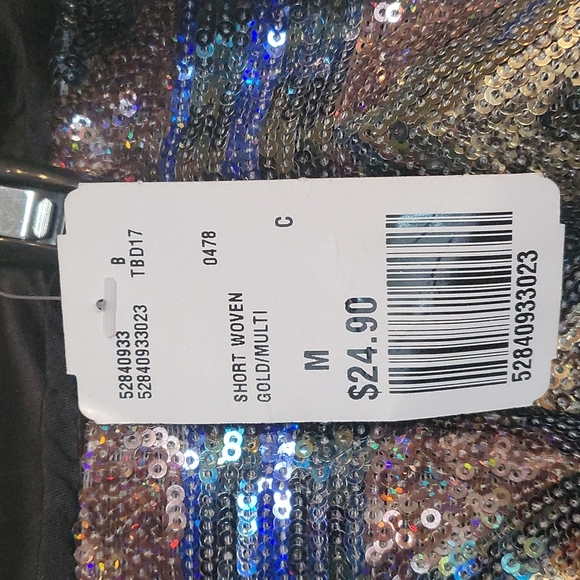 52840933 B
52840933023 TBD17
SHORT WOVEN 0478
GOLD/MULTI
M C
$24.90
52840933023